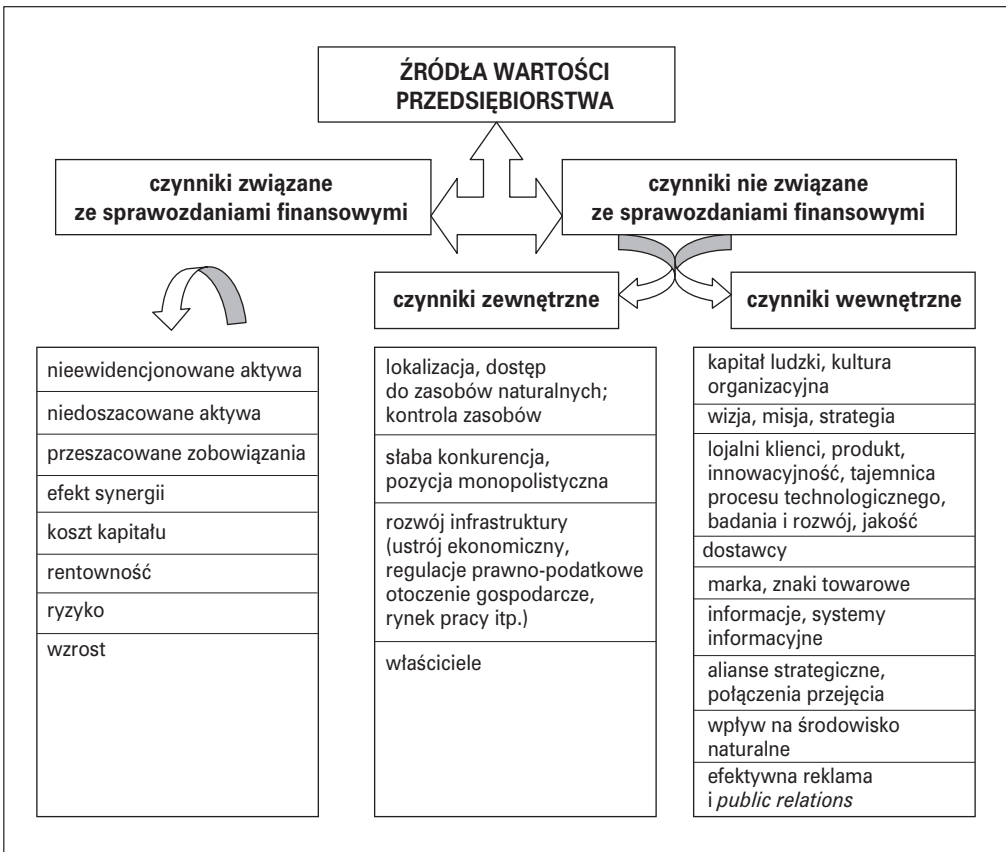 ŹRÓDŁA WARTOŚCI
PRZEDSIĘBIORSTWA
czynniki związane
ze sprawozdaniami finansowymi
czynniki nie związane
ze sprawozdaniami finansowymi
czynniki zewnętrzne
czynniki wewnętrzne
nieewidencjonowane aktywa
niedoszacowane aktywa
przeszacowane zobowiązania
efekt synergii
koszt kapitału
rentowność
ryzyko
wzrost
lokalizacja, dostęp
do zasobów naturalnych;
kontrola zasobów
słaba konkurencja,
pozycja monopolistyczna
rozwój infrastruktury
(ustrój ekonomiczny,
regulacje prawno-podatkowe
otoczenie gospodarcze,
rynek pracy itp.)
właściciele
kapitał ludzki, kultura
organizacyjna
wizja, misja, strategia
lojalni klienci, produkt,
innowacyjność, tajemnica
procesu technologicznego,
badania i rozwój, jakość
dostawcy
marka, znaki towarowe
informacje, systemy
informacyjne
alianse strategiczne,
połączenia przejęcia
wpływ na środowisko
naturalne
efektywna reklama
i public relations